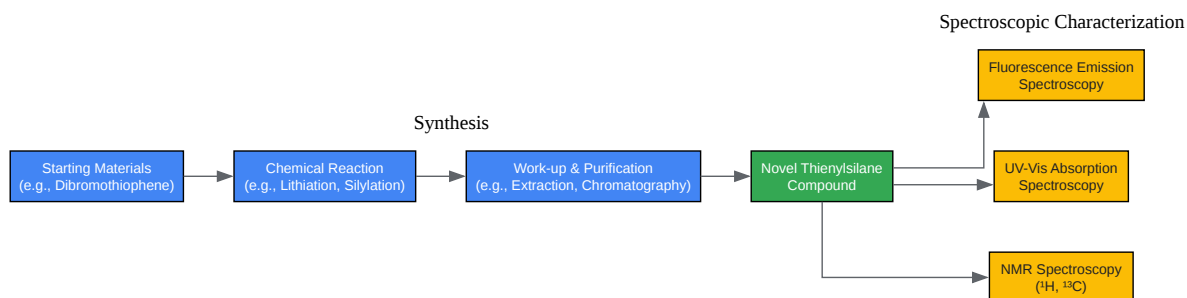 Spectroscopic Characterization
Fluorescence Emission
Spectroscopy
Synthesis
Starting Materials
(e.g., Dibromothiophene)
Chemical Reaction
(e.g., Lithiation, Silylation)
Work-up & Purification
(e.g., Extraction, Chromatography)
Novel Thienylsilane
Compound
UV-Vis Absorption
Spectroscopy
NMR Spectroscopy
(¹H, ¹³C)